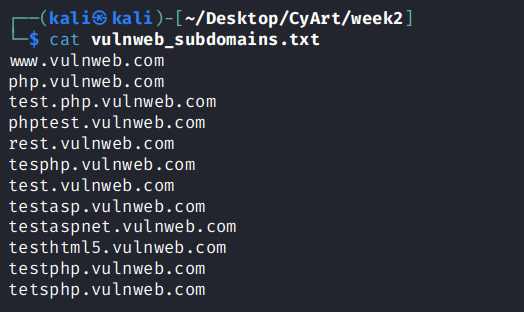 ┌──(kali㉿kali)-[~/Desktop/CyArt/week2]
└─$ cat vulnweb_subdomains.txt
www.vulnweb.com
php.vulnweb.com
test.php.vulnweb.com
phptest.vulnweb.com
rest.vulnweb.com
tesphp.vulnweb.com
test.vulnweb.com
testasp.vulnweb.com
testaspnet.vulnweb.com
testhtml5.vulnweb.com
testphp.vulnweb.com
tetsphp.vulnweb.com